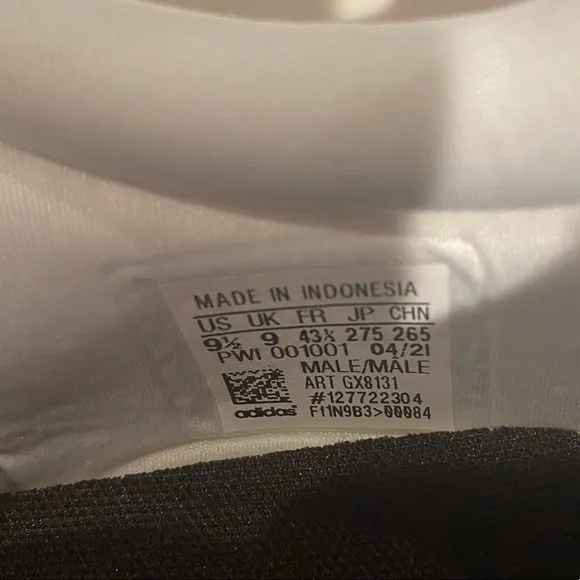 MADE IN INDONESIA
US UK FR JP CHN
9½ 9 43⅓ 275 265
PWI 001001 04/21
MALE/MÂLE
ART GX8131
#127722304
adidas F11N9B3>00084